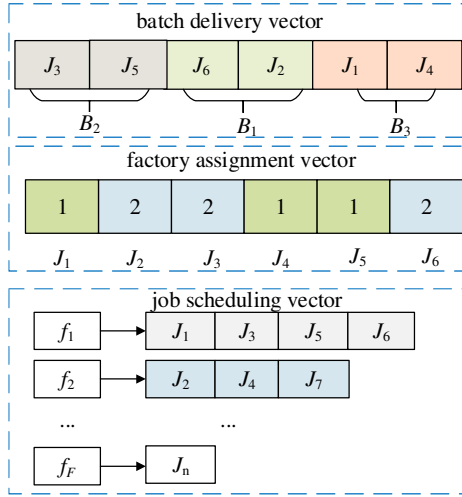 batch delivery vector
J3 J5 J6 J2 J1 J4
B2 B1 B3
factory assignment vector
1 2 2 1 1 2
J1 J2 J3 J4 J5 J6
job scheduling vector
f1 J1 J3 J5 J6
f2 J2 J4 J7
... ...
fF Jn